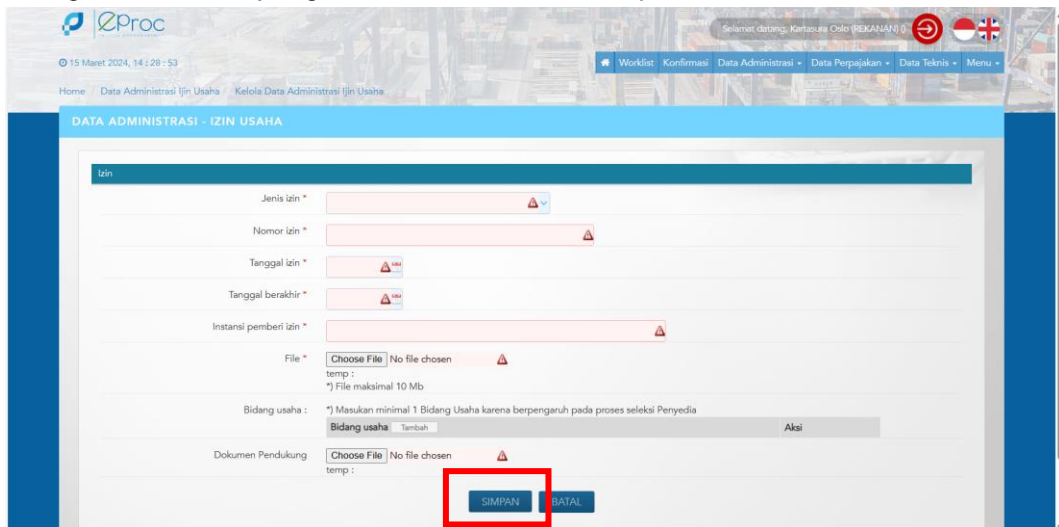 eProc
Selamat datang, Kartasura Oslo (REKANAN) ()
15 Maret 2024, 14 : 28 : 53
Worklist Konfirmasi Data Administrasi Data Perpajakan Data Teknis Menu
Home / Data Administrasi Ijin Usaha / Kelola Data Administrasi Ijin Usaha
DATA ADMINISTRASI - IZIN USAHA
Izin
Jenis izin *
Nomor izin *
Tanggal izin *
Tanggal berakhir *
Instansi pemberi izin *
File * Choose File No file chosen
temp :
*) File maksimal 10 Mb
Bidang usaha : *) Masukan minimal 1 Bidang Usaha karena berpengaruh pada proses seleksi Penyedia
Bidang usaha Tambah Aksi
Dokumen Pendukung Choose File No file chosen
temp :
SIMPAN BATAL